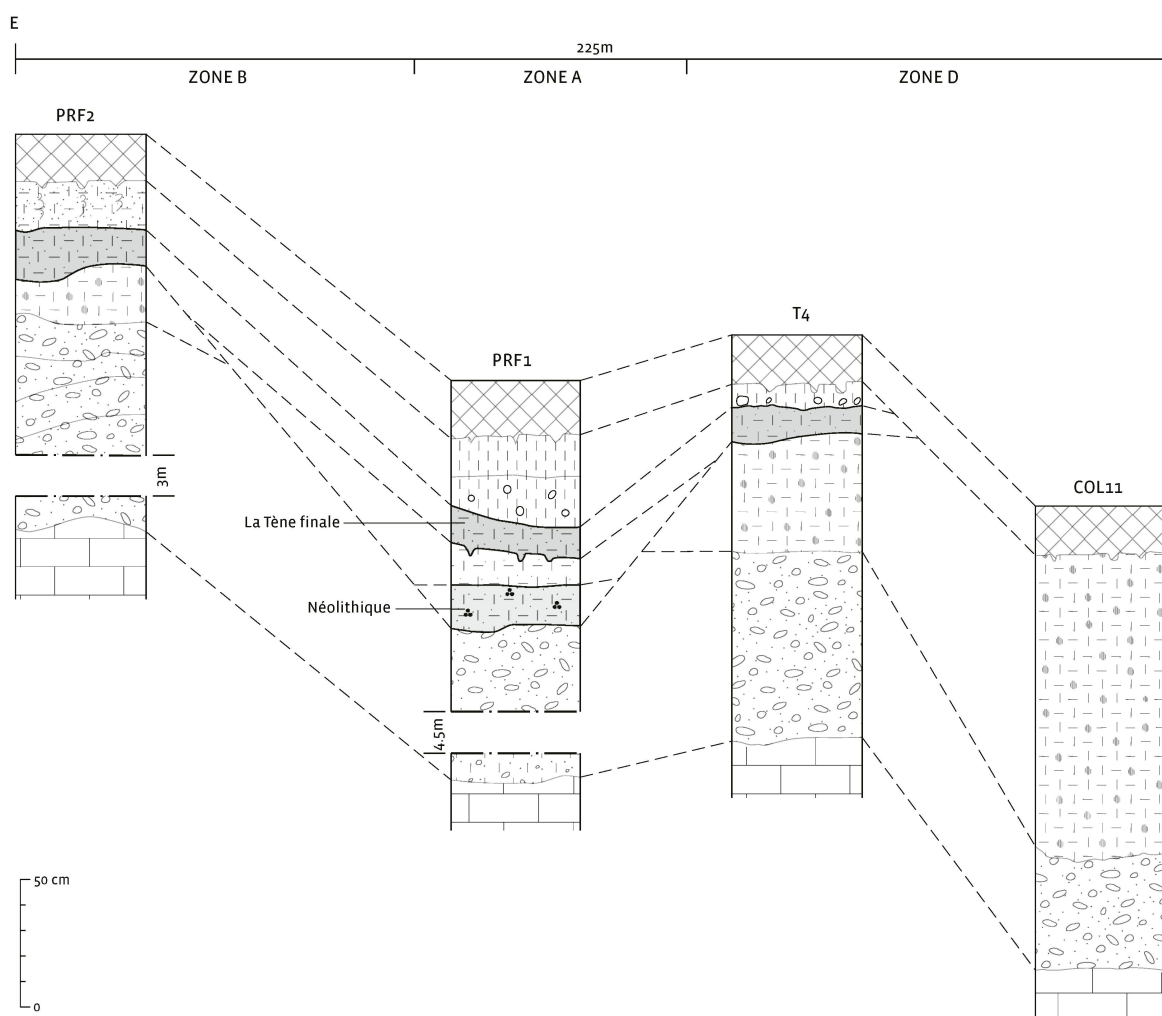 E
225m
ZONE B
ZONE A
ZONE D
PRF2
T4
PRF1
3m
COL11
La Tène finale
Néolithique
4.5m
50 cm
0